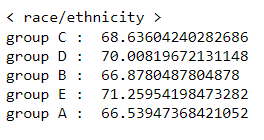 < race/ethnicity >
group C :  68.63604240282686
group D :  70.00819672131148
group B :  66.8780487804878
group E :  71.25954198473282
group A :  66.53947368421052